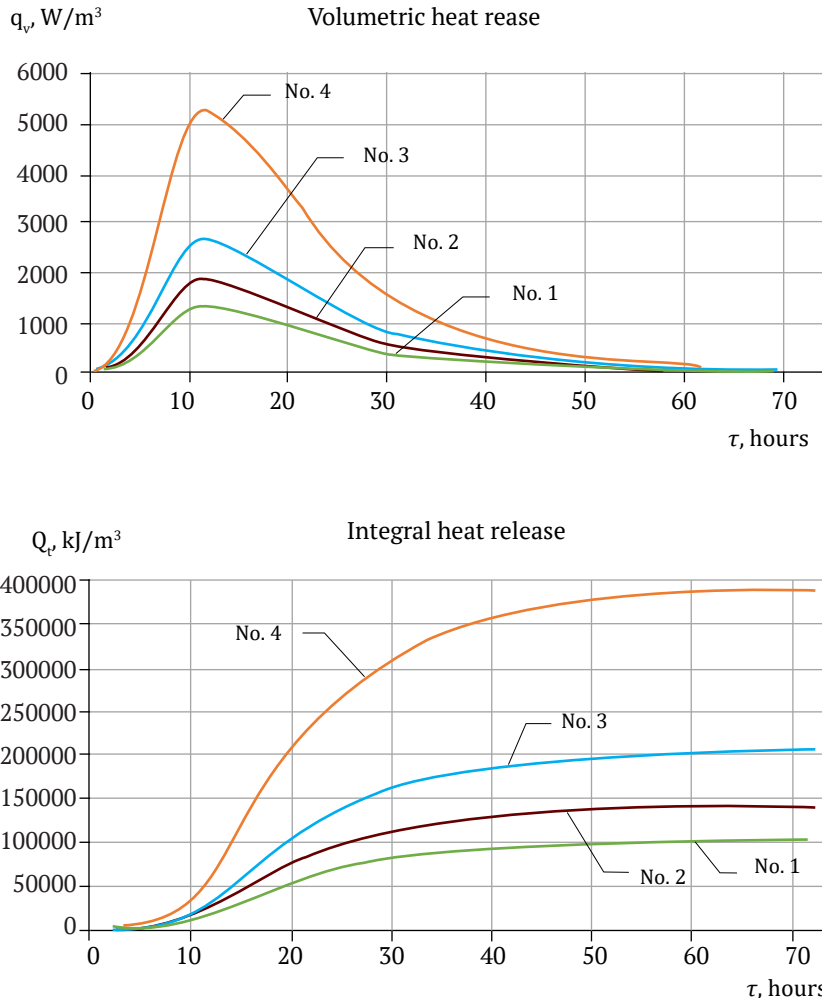 qv, W/m³
Volumetric heat rease
6000
5000
4000
3000
2000
1000
0
No. 4
No. 3
No. 2
No. 1
0 10 20 30 40 50 60 70
τ, hours
Qt, kJ/m³
Integral heat release
400000
350000
300000
250000
200000
150000
100000
50000
0
No. 4
No. 3
No. 2
No. 1
0 10 20 30 40 50 60 70
τ, hours